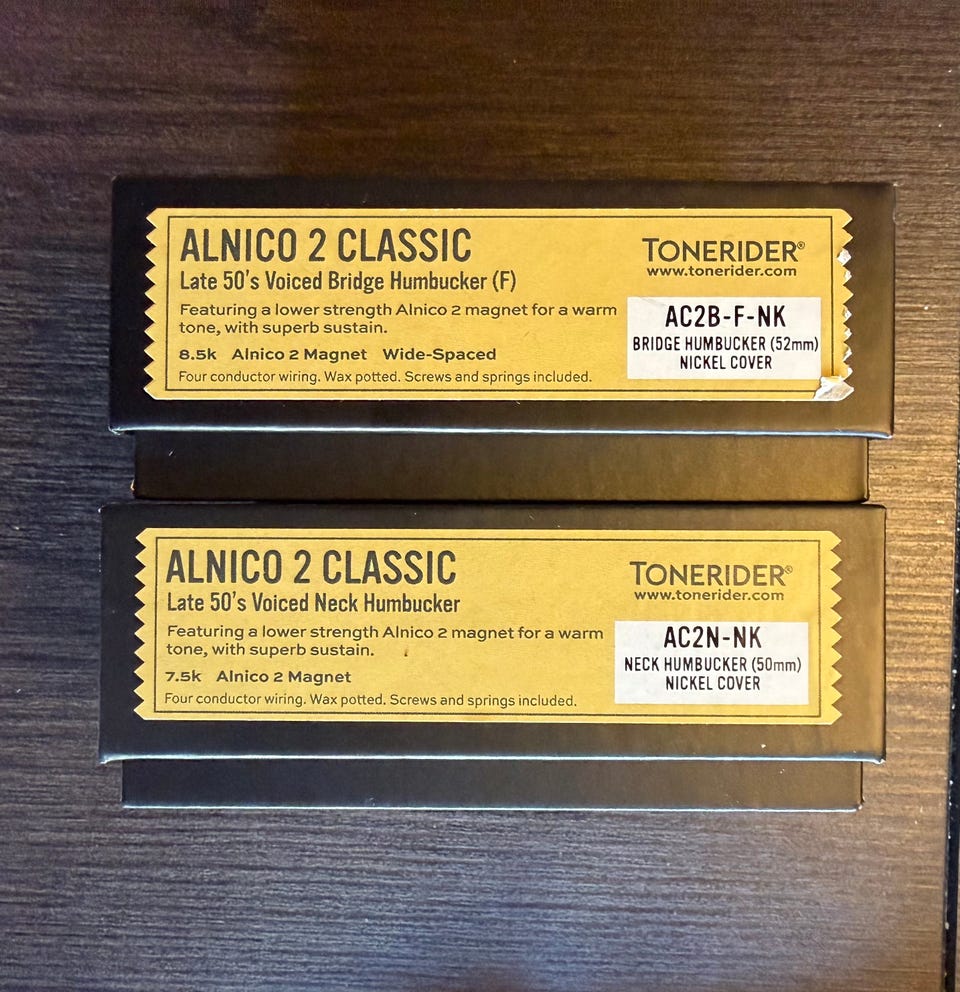 ALNICO 2 CLASSIC
Late 50's Voiced Bridge Humbucker (F)
Featuring a lower strength Alnico 2 magnet for a warm
tone, with superb sustain.
8.5k Alnico 2 Magnet Wide-Spaced
Four conductor wiring. Wax potted. Screws and springs included.
TONERIDER®
www.tonerider.com
AC2B-F-NK
BRIDGE HUMBUCKER (52mm)
NICKEL COVER
ALNICO 2 CLASSIC
Late 50's Voiced Neck Humbucker
Featuring a lower strength Alnico 2 magnet for a warm
tone, with superb sustain.
7.5k Alnico 2 Magnet
Four conductor wiring. Wax potted. Screws and springs included.
TONERIDER®
www.tonerider.com
AC2N-NK
NECK HUMBUCKER (50mm)
NICKEL COVER